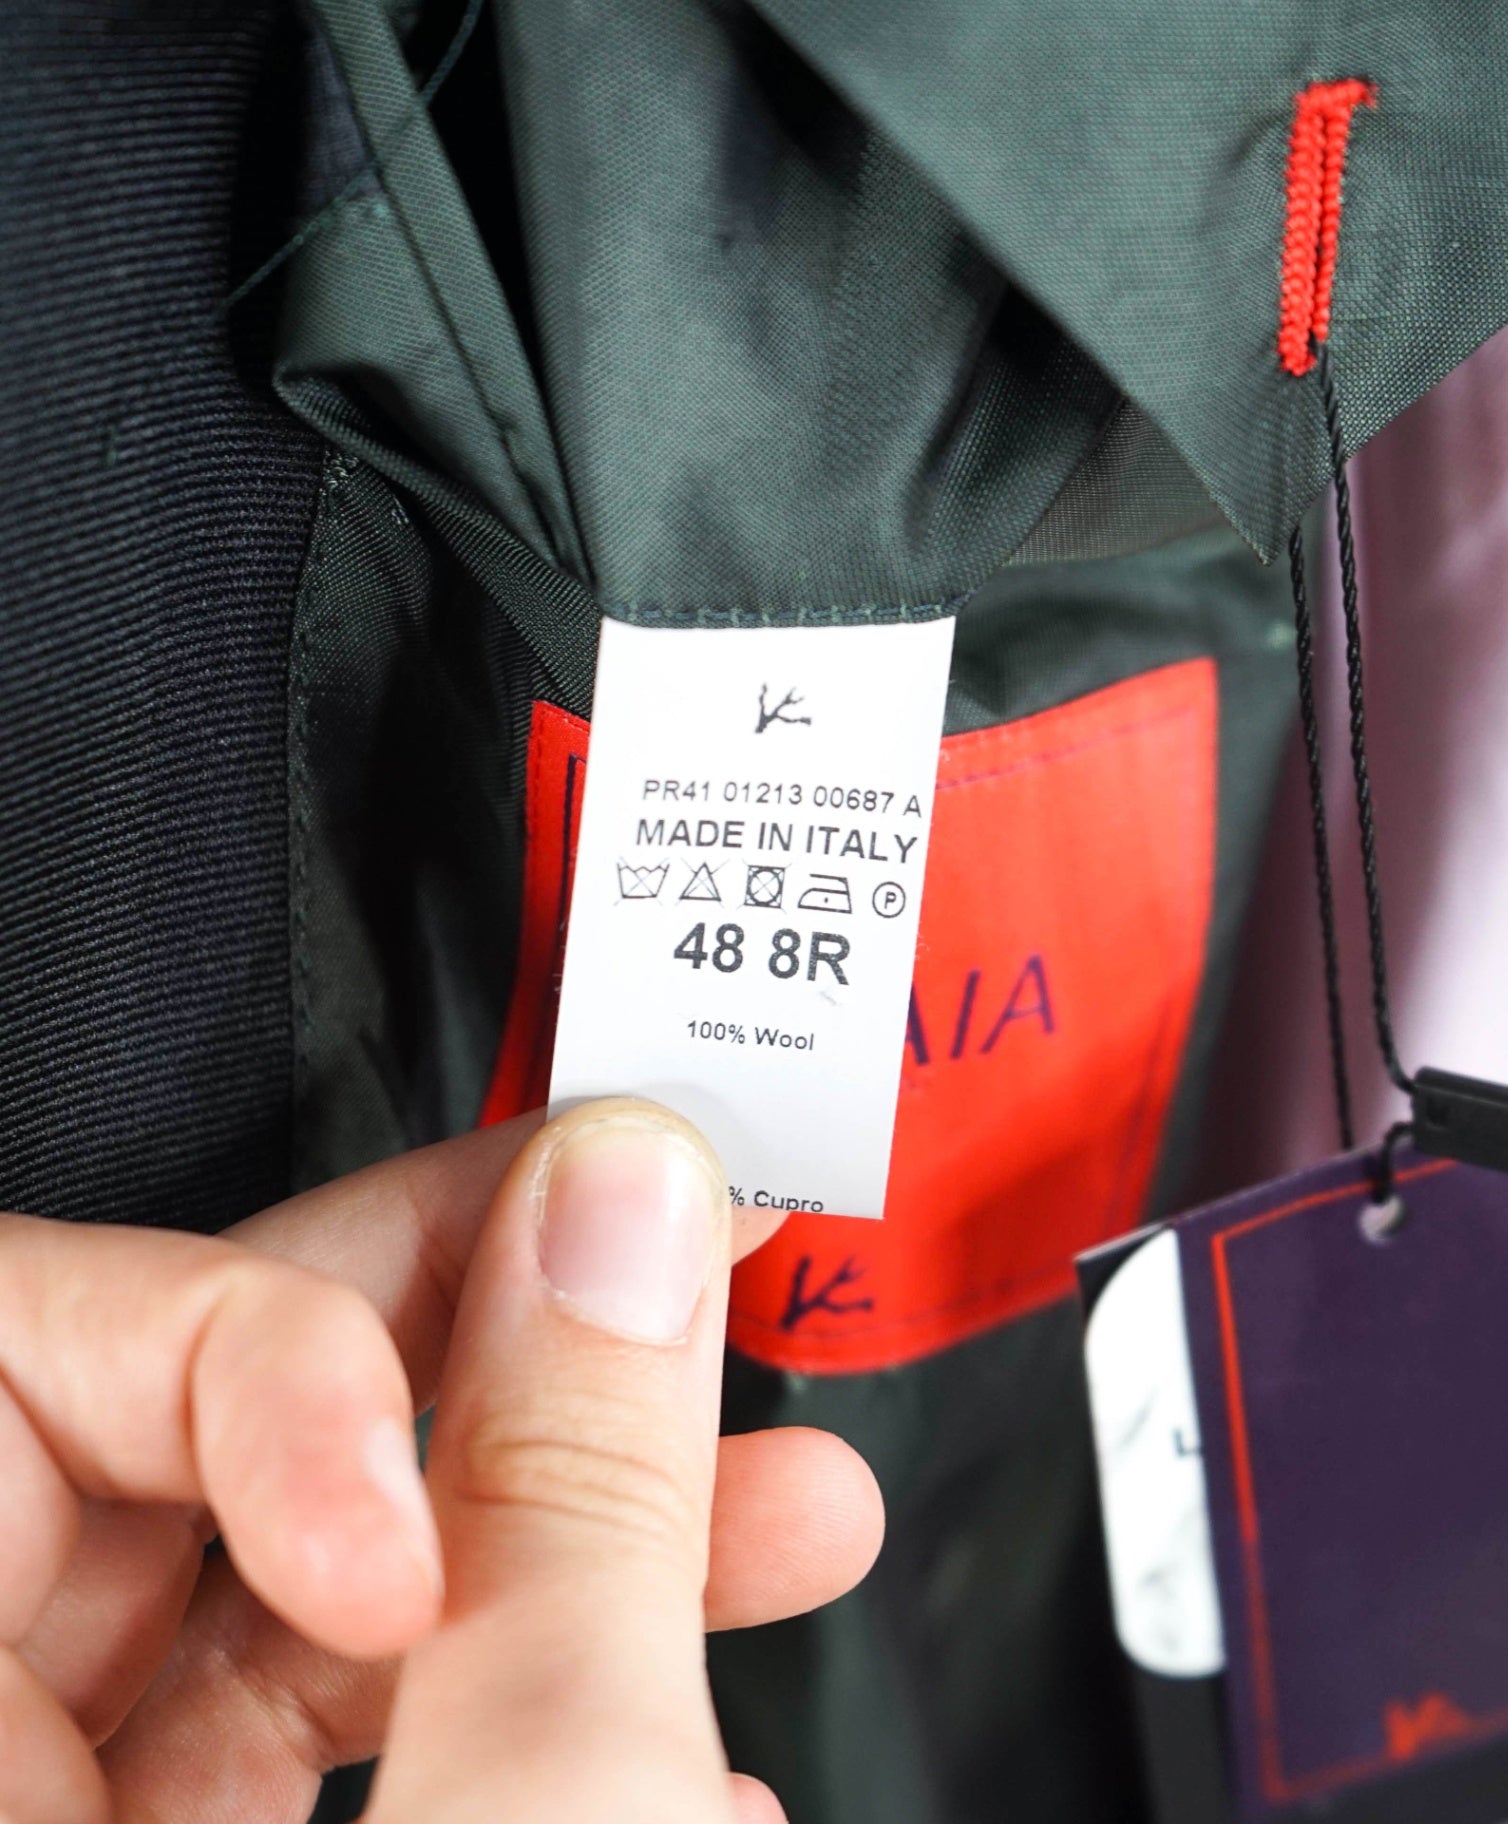 PR41 01213 00687 A
MADE IN ITALY
P
48 8R
100% Wool
% Cupro
AIA